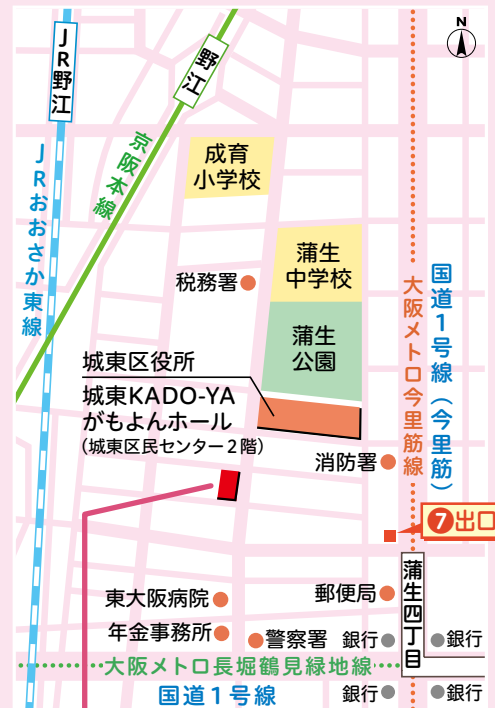 N
JR野江
野江
京阪本線
JRおおさか東線
成育
小学校
蒲生
中学校
税務署
蒲生
公園
国道1号線(今里筋)
大阪メトロ今里筋線
城東区役所
城東KADO-YA
がもよんホール
(城東区民センター2階)
消防署
7出口
蒲生四丁目
東大阪病院
郵便局
年金事務所
警察署
銀行
銀行
大阪メトロ長堀鶴見緑地線
国道1号線
銀行
銀行